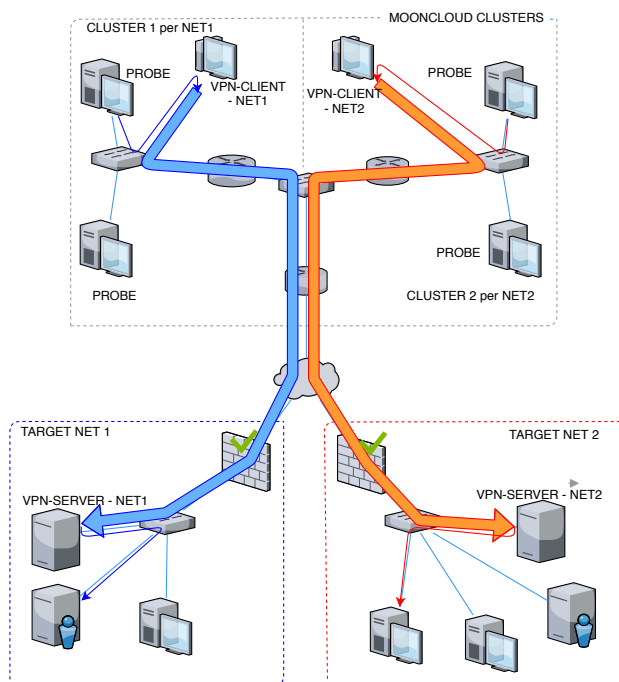 CLUSTER 1 per NET1
MOONCLOUD CLUSTERS
PROBE
VPN-CLIENT
- NET1
VPN-CLIENT
- NET2
PROBE
PROBE
PROBE
CLUSTER 2 per NET2
TARGET NET 1
TARGET NET 2
VPN-SERVER - NET1
VPN-SERVER - NET2